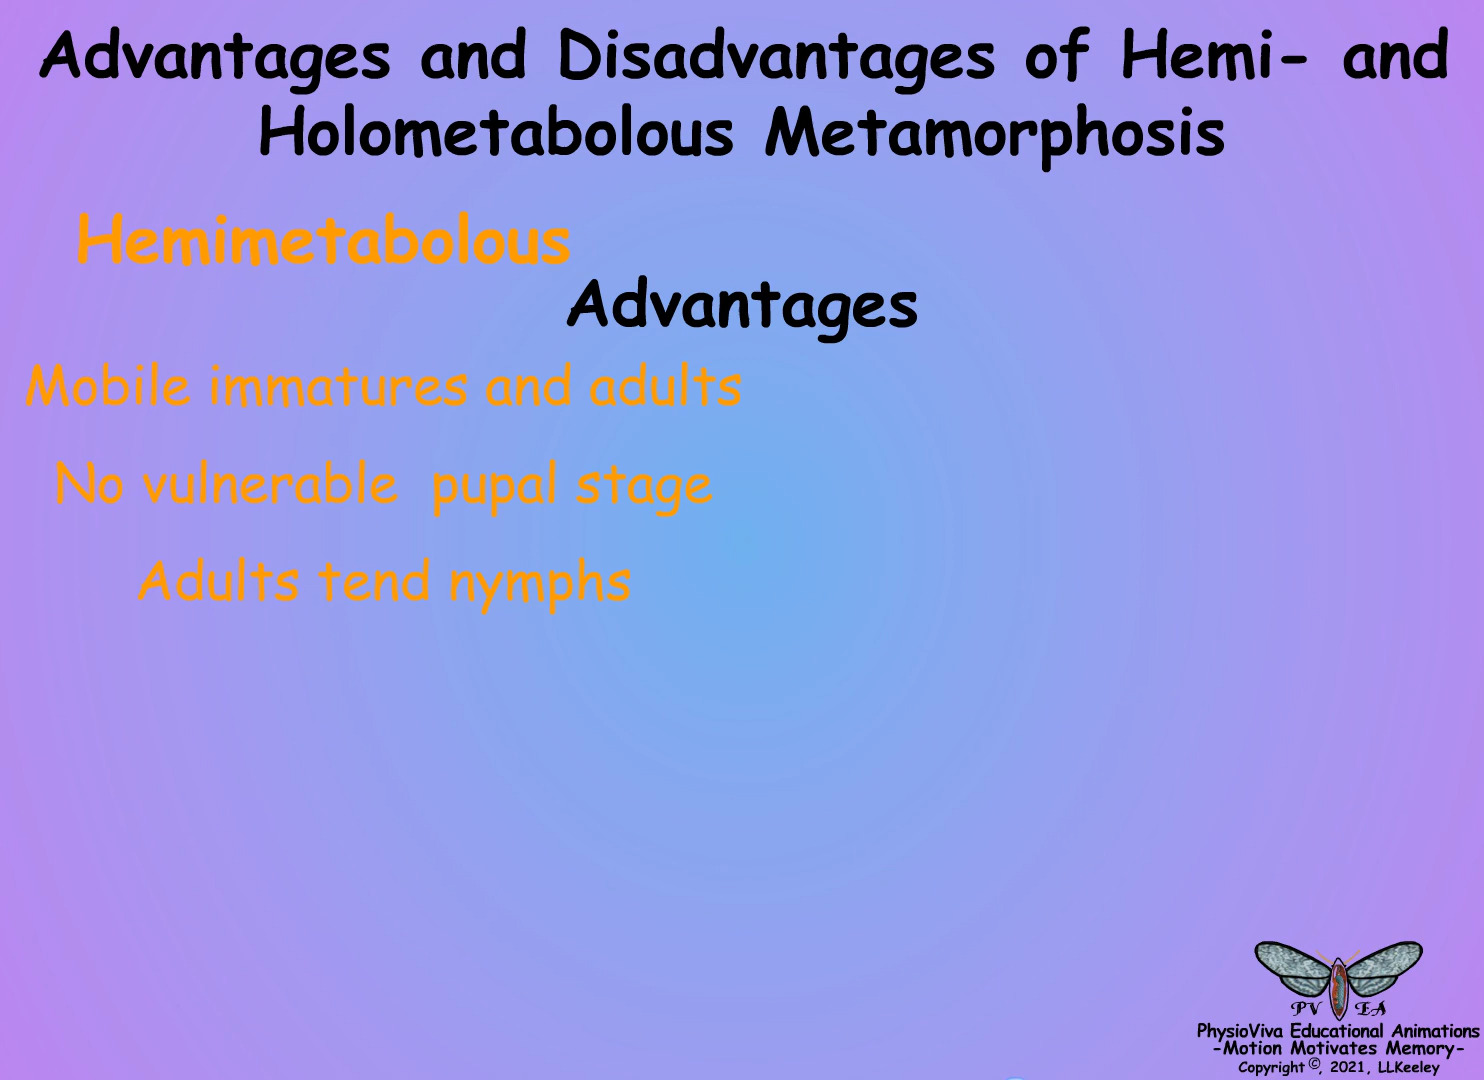 Advantages and Disadvantages of Hemi- and
Holometabolous Metamorphosis
Hemimetabolous
Advantages
Mobile immatures and adults
No vulnerable  pupal stage
Adults tend nymphs
PV EA
PhysioViva Educational Animations
-Motion Motivates Memory-
Copyright ©, 2021, LLKeeley